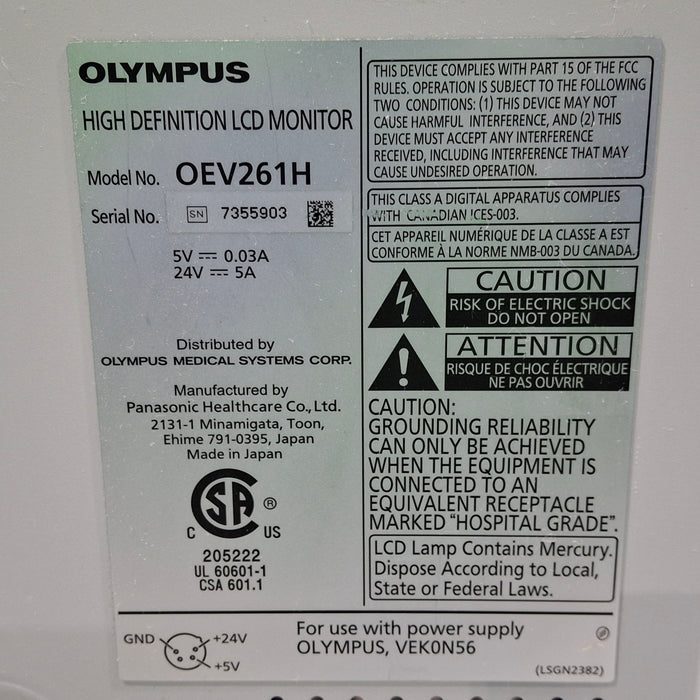 OLYMPUS
HIGH DEFINITION LCD MONITOR
Model No. OEV261H
Serial No. SN 7355903
5V ⎓ 0.03A
24V ⎓ 5A
Distributed by
OLYMPUS MEDICAL SYSTEMS CORP.
Manufactured by
Panasonic Healthcare Co., Ltd.
2131-1 Minamigata, Toon,
Ehime 791-0395, Japan
Made in Japan
CSA ®
C US
205222
UL 60601-1
CSA 601.1
THIS DEVICE COMPLIES WITH PART 15 OF THE FCC
RULES. OPERATION IS SUBJECT TO THE FOLLOWING
TWO CONDITIONS: (1) THIS DEVICE MAY NOT
CAUSE HARMFUL INTERFERENCE, AND (2) THIS
DEVICE MUST ACCEPT ANY INTERFERENCE
RECEIVED, INCLUDING INTERFERENCE THAT MAY
CAUSE UNDESIRED OPERATION.
THIS CLASS A DIGITAL APPARATUS COMPLIES
WITH CANADIAN ICES-003.
CET APPAREIL NUMÉRIQUE DE LA CLASSE A EST
CONFORME À LA NORME NMB-003 DU CANADA.
CAUTION
RISK OF ELECTRIC SHOCK
DO NOT OPEN
ATTENTION
RISQUE DE CHOC ÉLECTRIQUE
NE PAS OUVRIR
CAUTION:
GROUNDING RELIABILITY
CAN ONLY BE ACHIEVED
WHEN THE EQUIPMENT IS
CONNECTED TO AN
EQUIVALENT RECEPTACLE
MARKED “HOSPITAL GRADE”.
LCD Lamp Contains Mercury.
Dispose According to Local,
State or Federal Laws.
GND +24V
+5V
For use with power supply
OLYMPUS, VEK0N56
(LSGN2382)